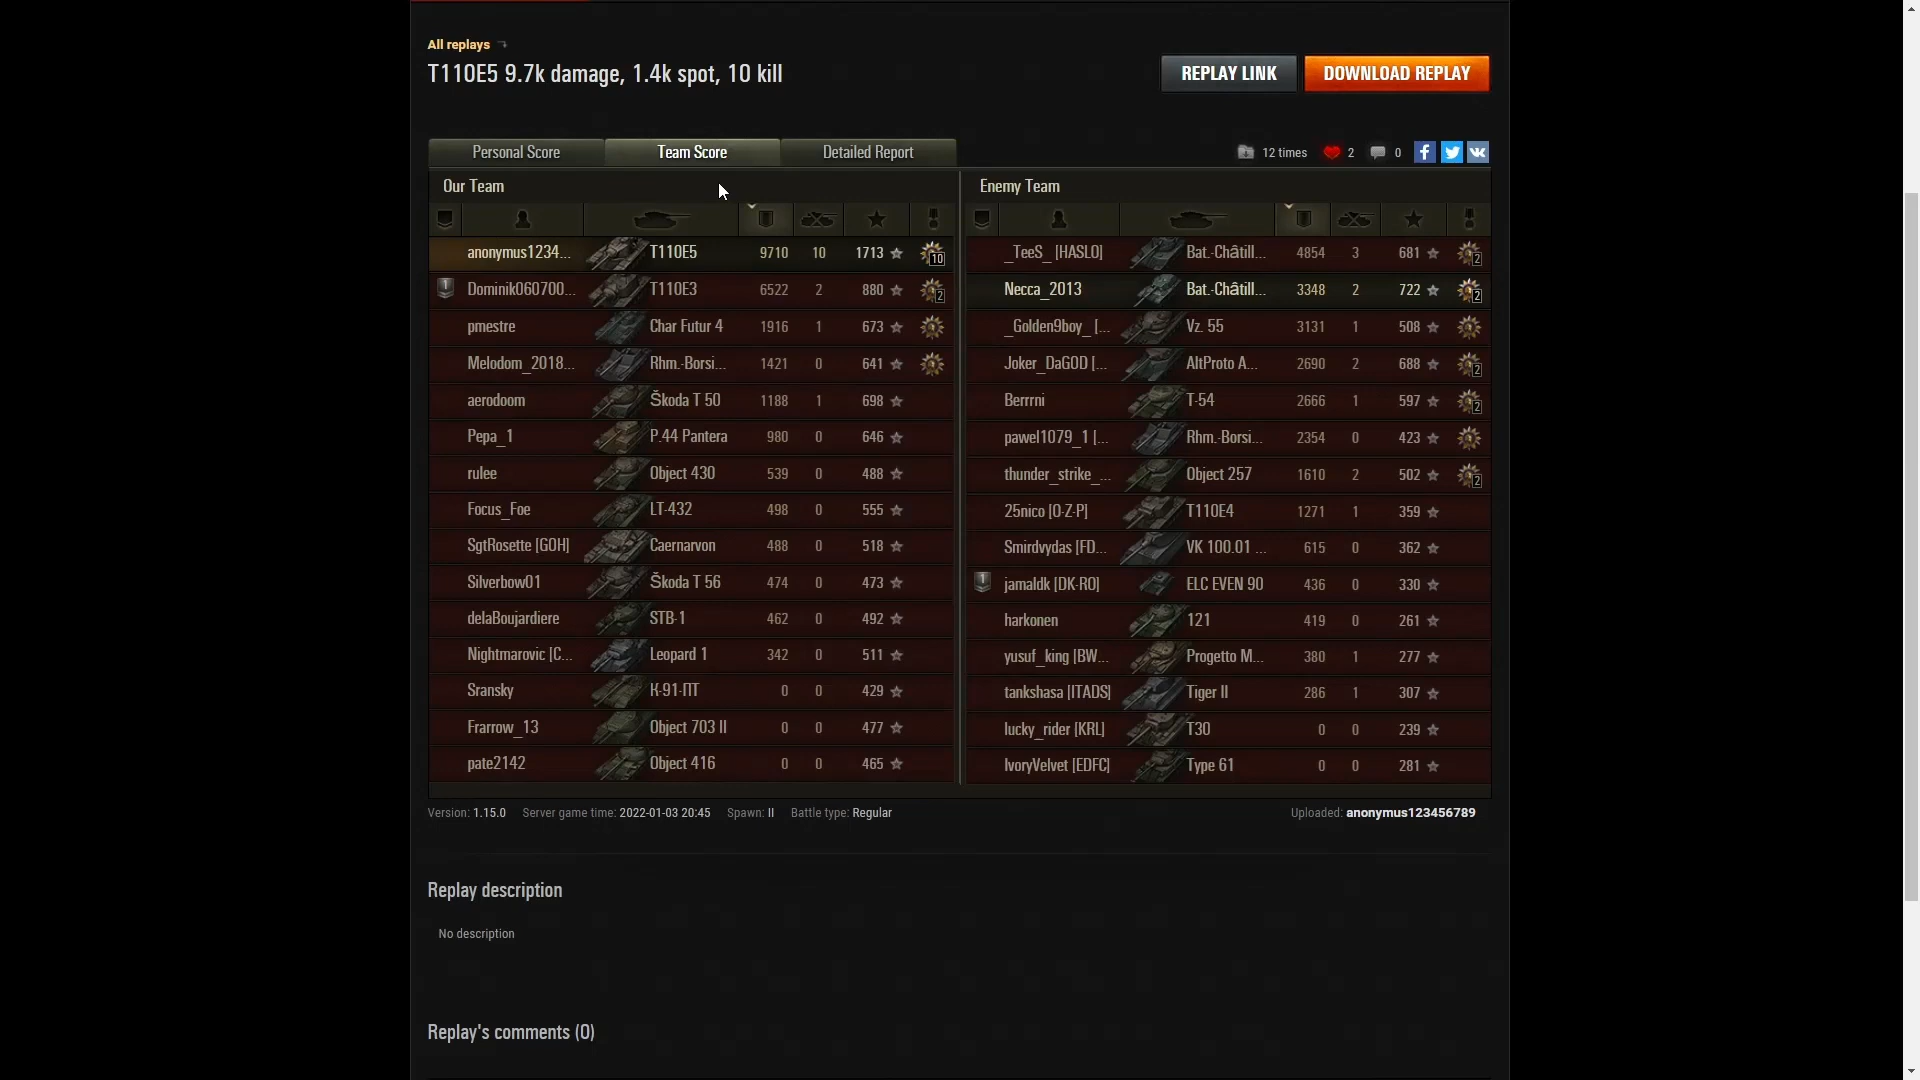 All replays
T110E5 9.7k damage, 1.4k spot, 10 kill
REPLAY LINK
DOWNLOAD REPLAY
Personal Score
Team Score
Detailed Report
12 times
2
0
Our Team
anonymus1234... T110E5 9710 10 1713 10
1 Dominik060700... T110E3 6522 2 880 2
pmestre Char Futur 4 1916 1 673
Melodom_2018... Rhm.-Borsi... 1421 0 641
aerodoom Škoda T 50 1188 1 698
Pepa_1 P.44 Pantera 980 0 646
rulee Object 430 539 0 488
Focus_Foe LT-432 498 0 555
SgtRosette [GOH] Caernarvon 488 0 518
Silverbow01 Škoda T 56 474 0 473
delaBoujardiere STB-1 462 0 492
Nightmarovic [C... Leopard 1 342 0 511
Sransky К-91-ПТ 0 0 429
Frarrow_13 Object 703 II 0 0 477
pate2142 Object 416 0 0 465
Enemy Team
_TeeS_ [HASLO] Bat.-Châtill... 4854 3 681 2
Necca_2013 Bat.-Châtill... 3348 2 722 2
_Golden9boy_ [... Vz. 55 3131 1 508
Joker_DaGOD [... AltProto A... 2690 2 688 2
Berrrni T-54 2666 1 597 2
pawel1079_1 [... Rhm.-Borsi... 2354 0 423
thunder_strike_... Object 257 1610 2 502 2
25nico [O-Z-P] T110E4 1271 1 359
Smirdvydas [FD... VK 100.01 ... 615 0 362
1 jamaldk [DK-RO] ELC EVEN 90 436 0 330
harkonen 121 419 0 261
yusuf_king [BW... Progetto M... 380 1 277
tankshasa [ITADS] Tiger II 286 1 307
lucky_rider [KRL] T30 0 0 239
IvoryVelvet [EDFC] Type 61 0 0 281
Version: 1.15.0 Server game time: 2022-01-03 20:45 Spawn: II Battle type: Regular
Uploaded: anonymus123456789
Replay description
No description
Replay's comments (0)